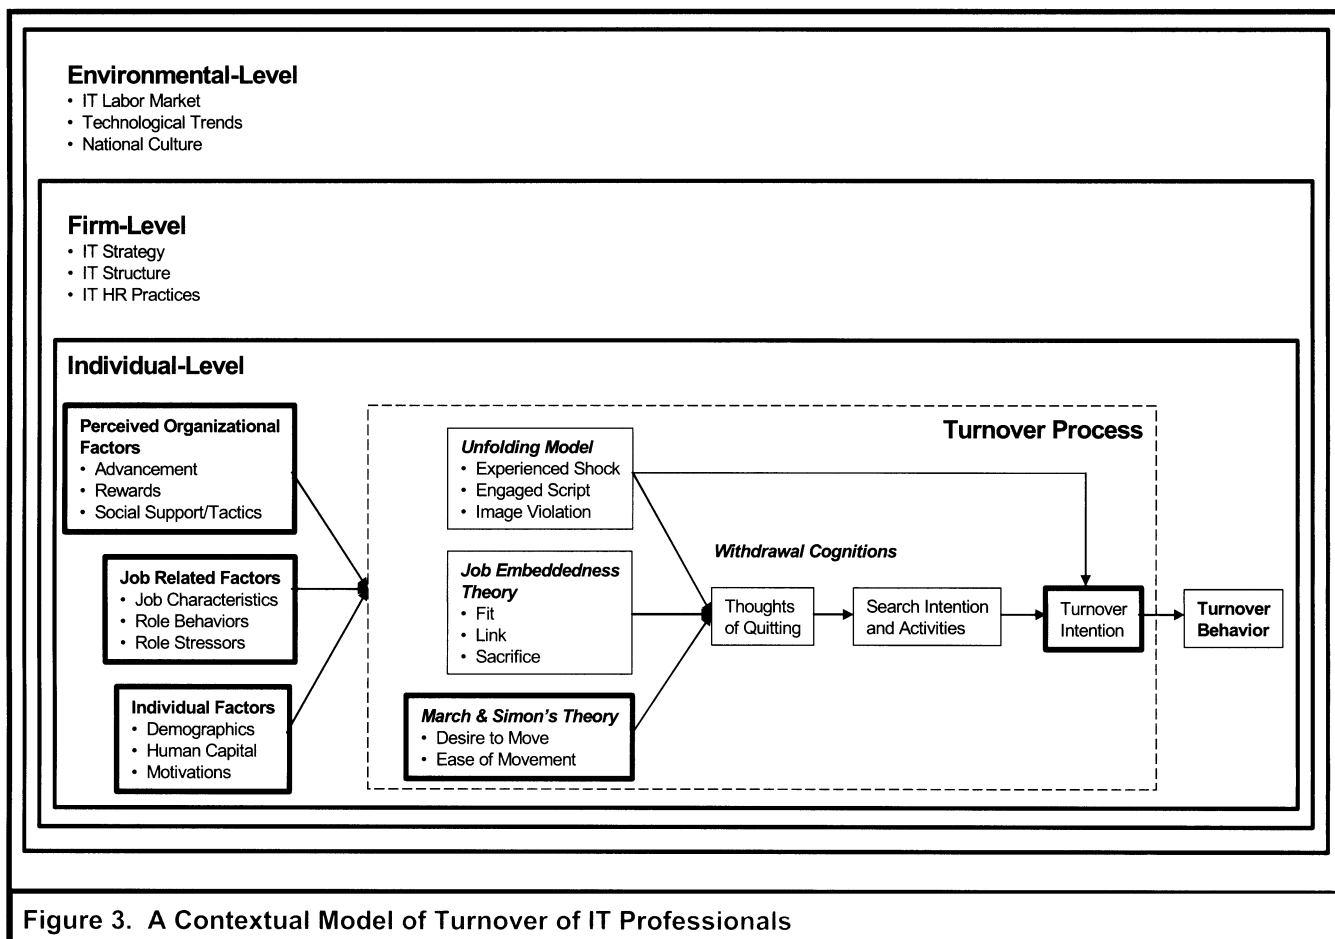 Environmental-Level
• IT Labor Market
• Technological Trends
• National Culture
Firm-Level
• IT Strategy
• IT Structure
• IT HR Practices
Individual-Level
Perceived Organizational
Factors
• Advancement
• Rewards
• Social Support/Tactics
Job Related Factors
• Job Characteristics
• Role Behaviors
• Role Stressors
Individual Factors
• Demographics
• Human Capital
• Motivations
Turnover Process
Unfolding Model
• Experienced Shock
• Engaged Script
• Image Violation
Job Embeddedness
Theory
• Fit
• Link
• Sacrifice
March & Simon's Theory
• Desire to Move
• Ease of Movement
Withdrawal Cognitions
Thoughts
of Quitting
Search Intention
and Activities
Turnover
Intention
Turnover
Behavior
Figure 3. A Contextual Model of Turnover of IT Professionals